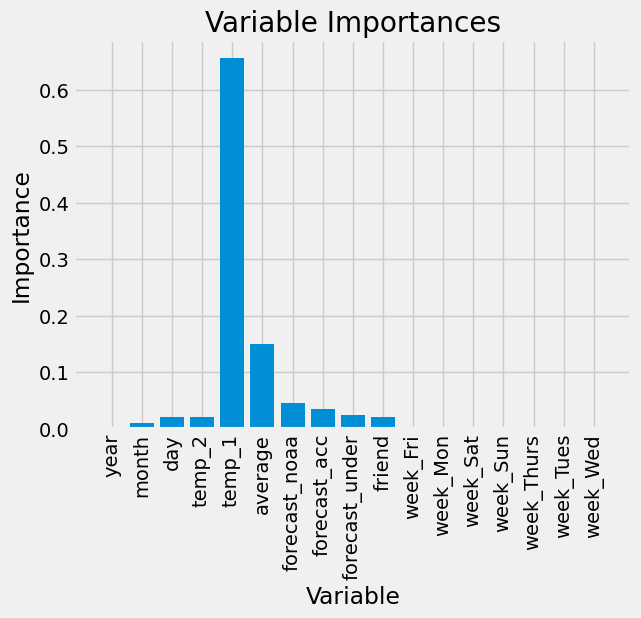 Variable Importances
Importance
0.6
0.5
0.4
0.3
0.2
0.1
0.0
year
month
day
temp_2
temp_1
average
forecast_noaa
forecast_acc
forecast_under
friend
week_Fri
week_Mon
week_Sat
week_Sun
week_Thurs
week_Tues
week_Wed
Variable